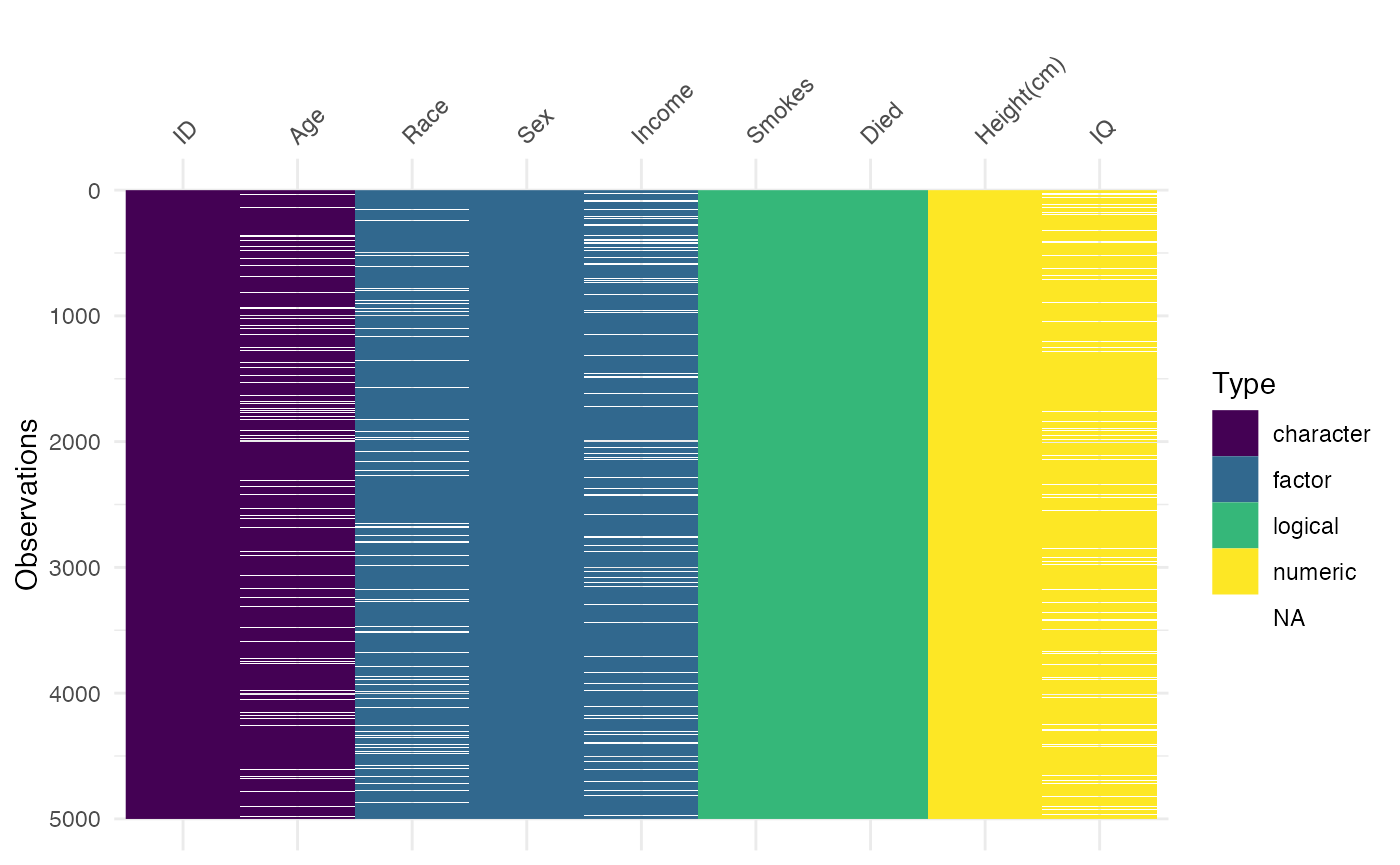 ID
Age
Race
Sex
Income
Smokes
Died
Height(cm)
IQ
0
1000
2000
3000
4000
5000
Observations
Type
character
factor
logical
numeric
NA